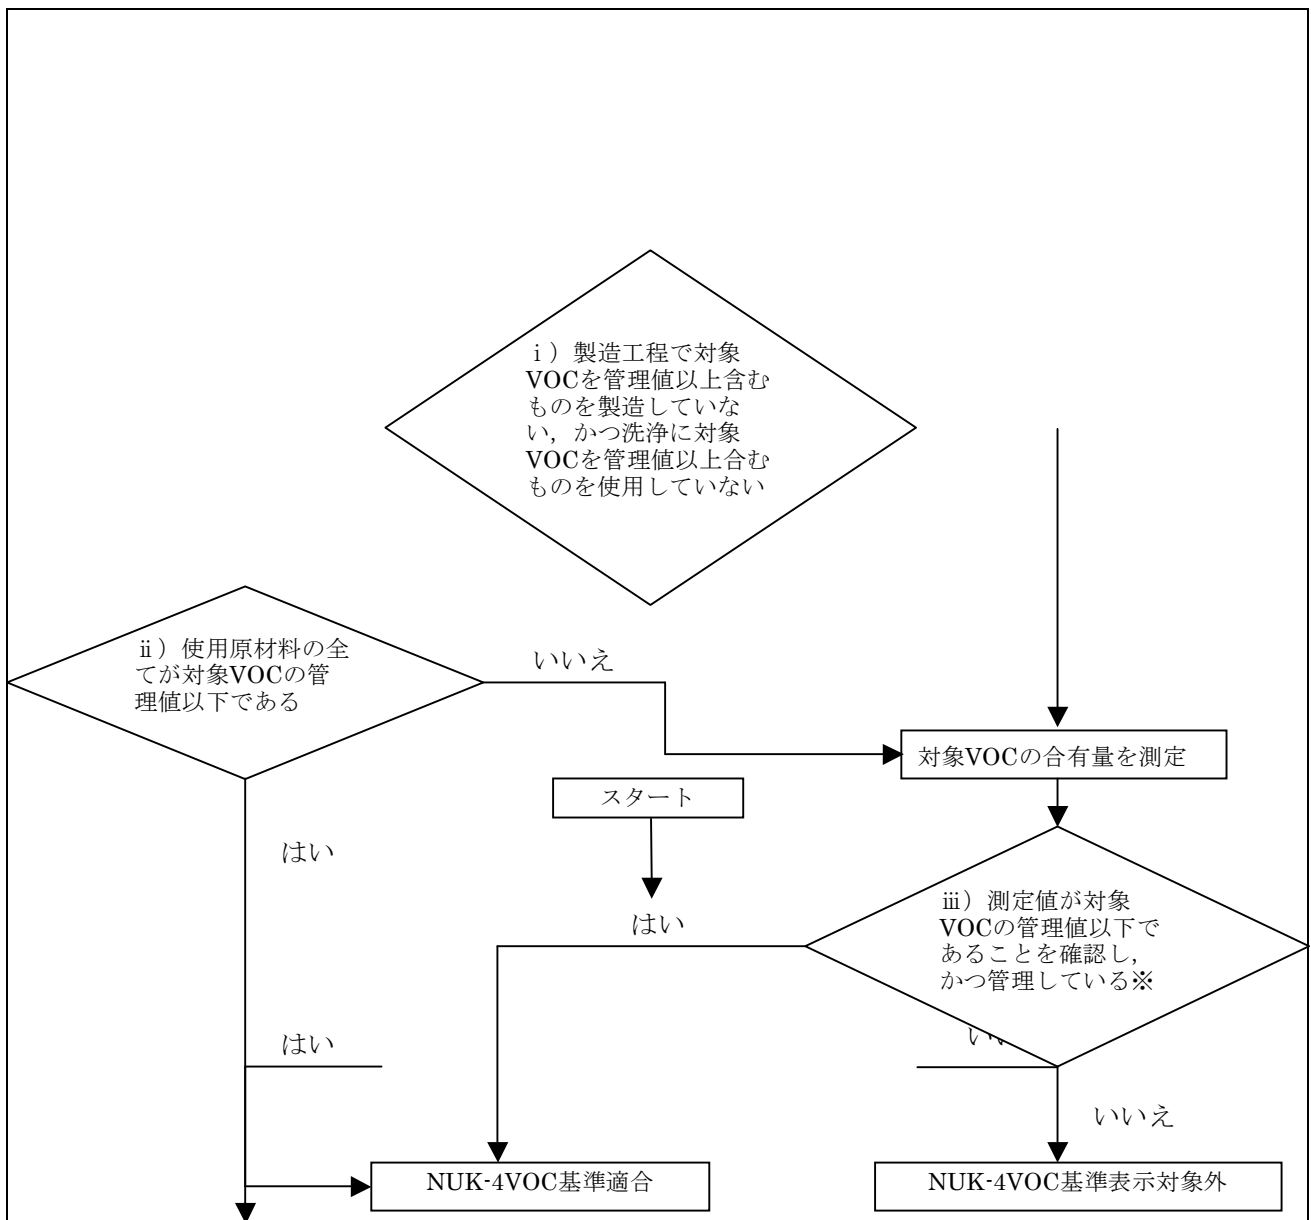 ⅰ）製造工程で対象
VOCを管理値以上含む
ものを製造していな
い，かつ洗浄に対象
VOCを管理値以上合む
ものを使用していない
ⅱ）使用原材料の全
てが対象VOCの管
理値以下である
いいえ
対象VOCの合有量を測定
スタート
はい
ⅲ）測定値が対象
VOCの管理値以下で
あることを確認し，
かつ管理している※
はい
はい
いいえ
NUK-4VOC基準適合
NUK-4VOC基準表示対象外